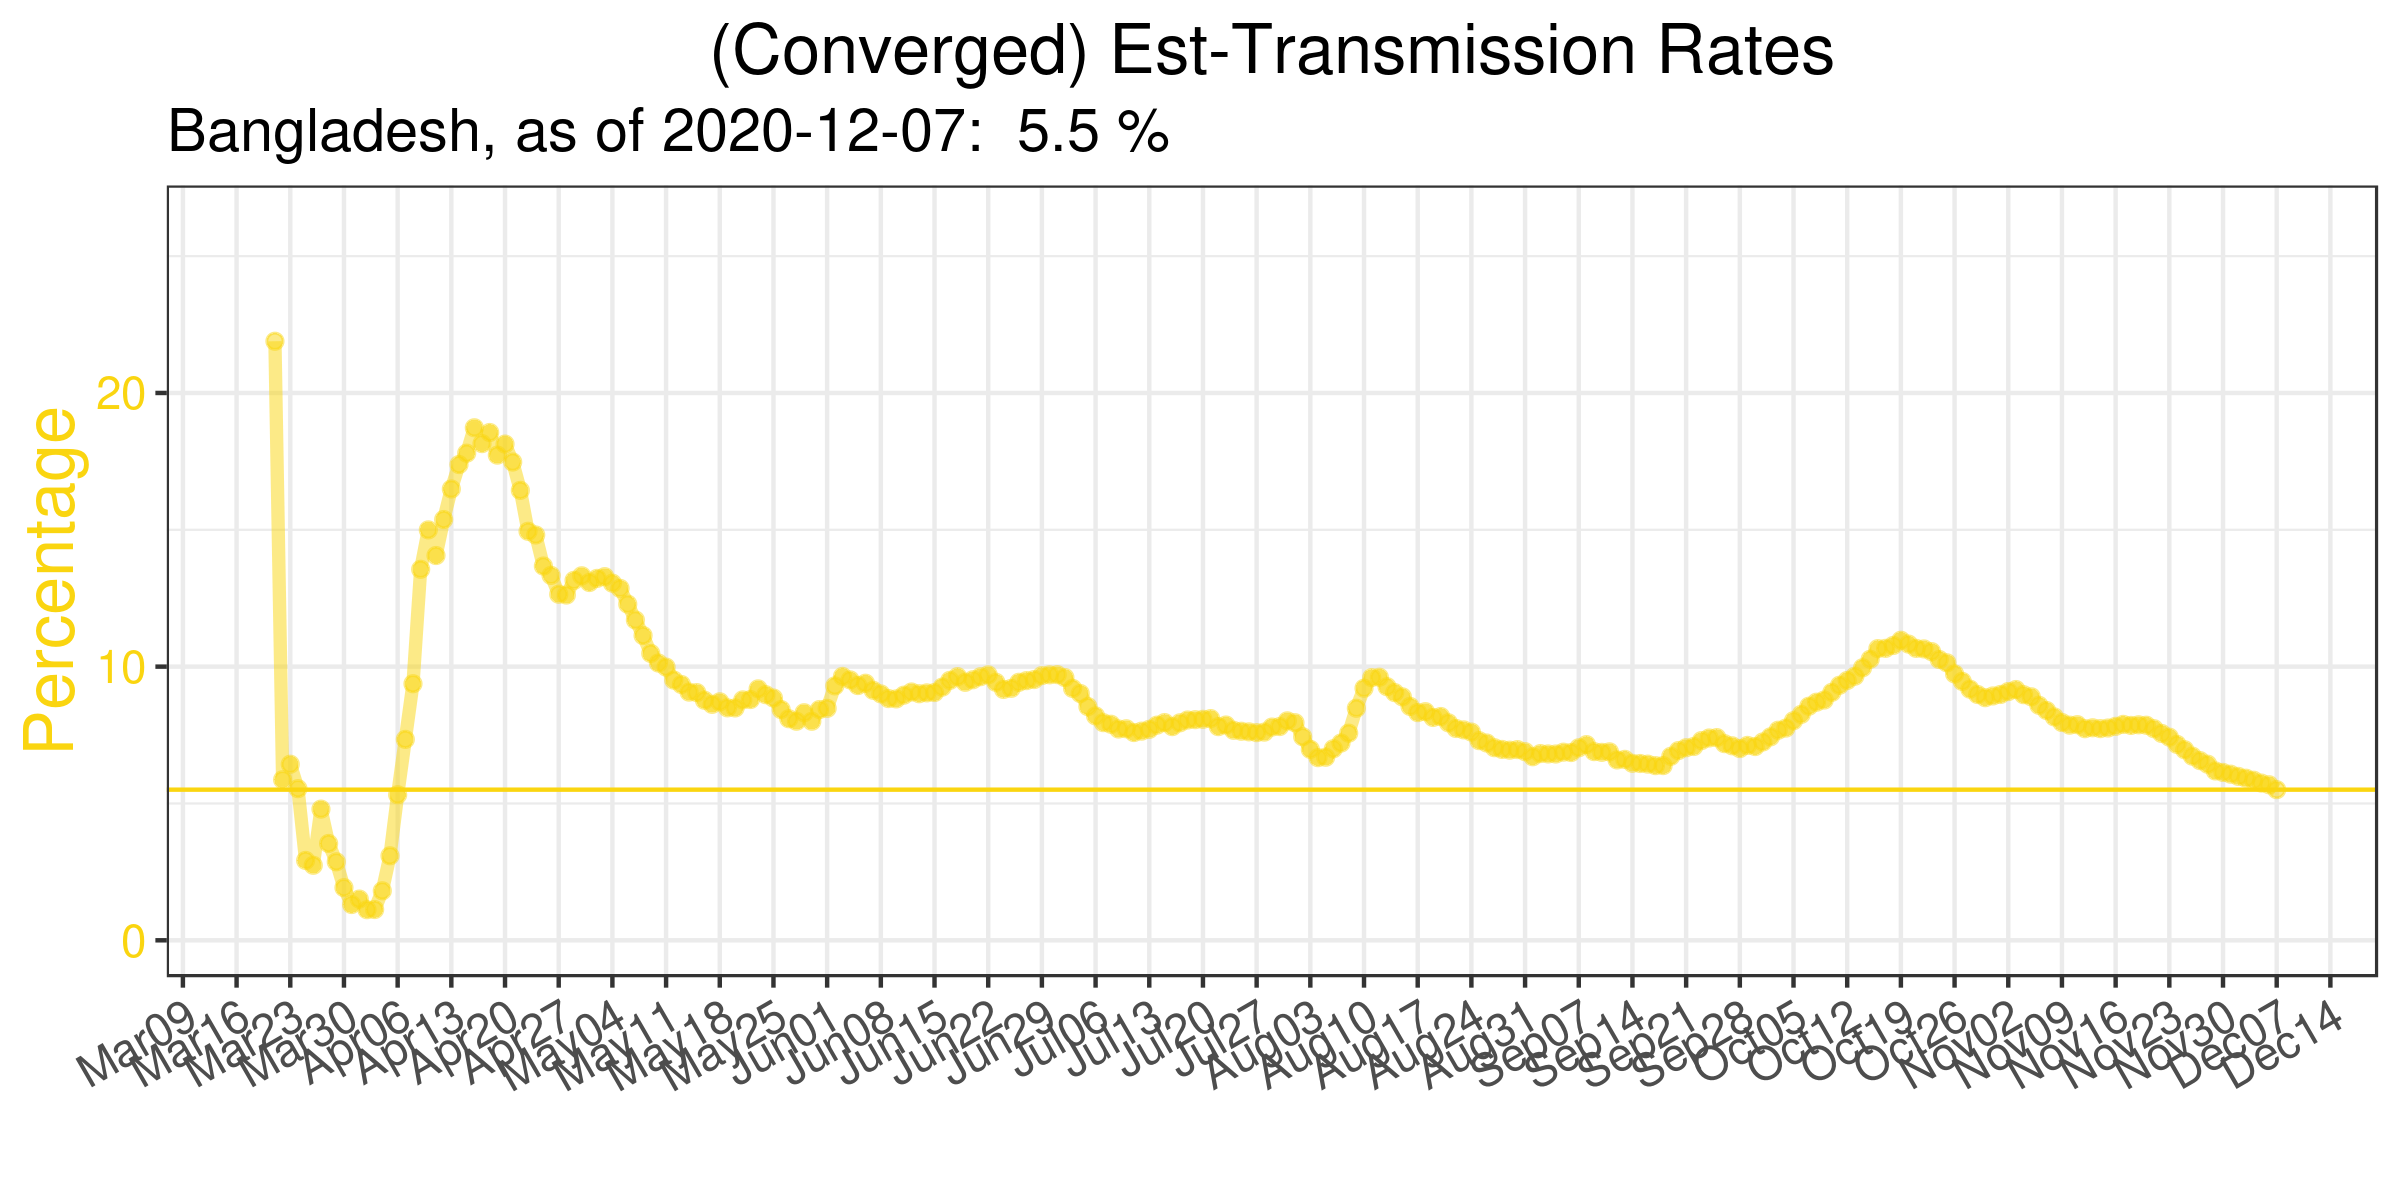 (Converged) Est-Transmission Rates
Bangladesh, as of 2020-12-07:  5.5 %
Percentage
20
10
0
Mar09
Mar16
Mar23
Mar30
Apr06
Apr13
Apr20
Apr27
May04
May11
May18
May25
Jun01
Jun08
Jun15
Jun22
Jun29
Jul06
Jul13
Jul20
Jul27
Aug03
Aug10
Aug17
Aug24
Aug31
Sep07
Sep14
Sep21
Sep28
Oct05
Oct12
Oct19
Oct26
Nov02
Nov09
Nov16
Nov23
Nov30
Dec07
Dec14